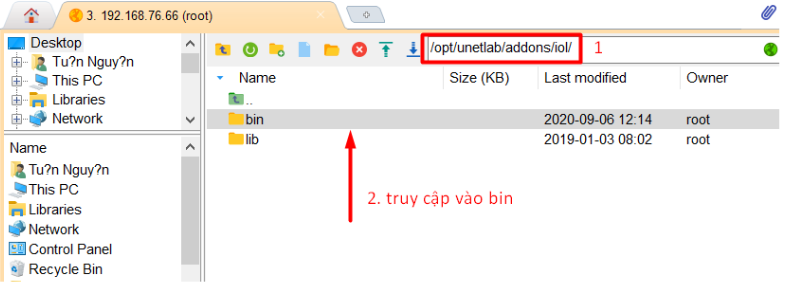 3. 192.168.76.66 (root)
Desktop
Tu?n Nguy?n
This PC
Libraries
Network
Name
Tu?n Nguy?n
This PC
Libraries
Network
Control Panel
Recycle Bin
/opt/unetlab/addons/iol/ 1
Name Size (KB) Last modified Owner
..
bin 2020-09-06 12:14 root
lib 2019-01-03 08:02 root
2. truy cập vào bin